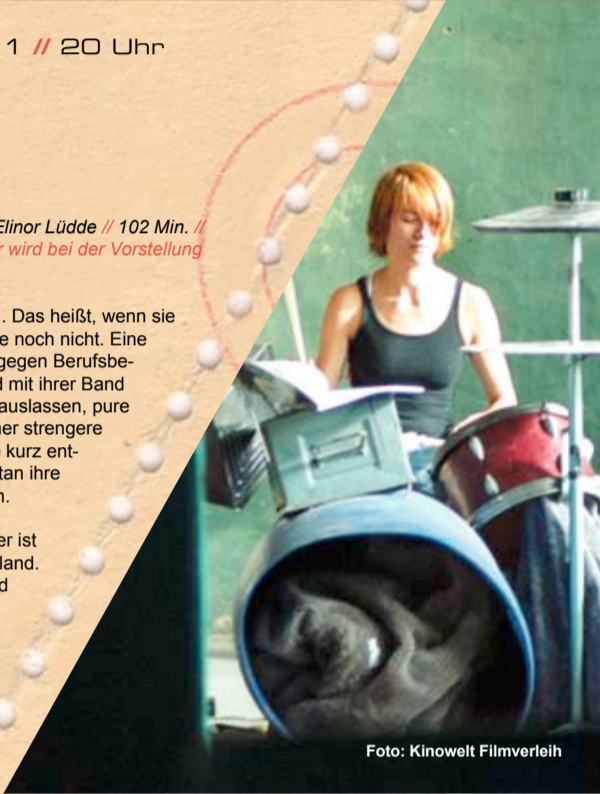 1 // 20 Uhr
Elinor Lüdde // 102 Min. //
r wird bei der Vorstellung
. Das heißt, wenn sie
e noch nicht. Eine
gegen Berufsbe-
d mit ihrer Band
auslassen, pure
ner strengere
kurz ent-
tan ihre
n.
er ist
land.
d
Foto: Kinowelt Filmverleih